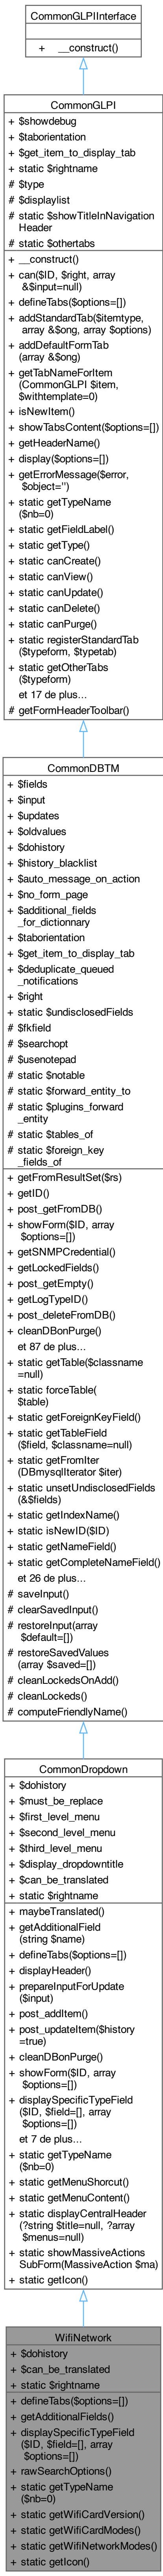 CommonGLPIInterface
+ __construct()
CommonGLPI
+ $showdebug
+ $taborientation
+ $get_item_to_display_tab
+ static $rightname
# $type
# $displaylist
# static $showTitleInNavigation
Header
# static $othertabs
+ __construct()
+ can($ID, $right, array
&$input=null)
+ defineTabs($options=[])
+ addStandardTab($itemtype,
array &$ong, array $options)
+ addDefaultFormTab
(array &$ong)
+ getTabNameForItem
(CommonGLPI $item,
$withtemplate=0)
+ isNewItem()
+ showTabsContent($options=[])
+ getHeaderName()
+ display($options=[])
+ getErrorMessage($error,
$object='')
+ static getTypeName
($nb=0)
+ static getFieldLabel()
+ static getType()
+ static canCreate()
+ static canView()
+ static canUpdate()
+ static canDelete()
+ static canPurge()
+ static registerStandardTab
($typeform, $typetab)
+ static getOtherTabs
($typeform)
et 17 de plus...
# getFormHeaderToolbar()
CommonDBTM
+ $fields
+ $input
+ $updates
+ $oldvalues
+ $dohistory
+ $history_blacklist
+ $auto_message_on_action
+ $no_form_page
+ $additional_fields
_for_dictionnary
+ $taborientation
+ $get_item_to_display_tab
+ $deduplicate_queued
_notifications
+ $right
+ static $undisclosedFields
# $fkfield
# $searchopt
# $usenotepad
# static $notable
# static $forward_entity_to
# static $plugins_forward
_entity
# static $tables_of
# static $foreign_key
_fields_of
+ getFromResultSet($rs)
+ getID()
+ post_getFromDB()
+ showForm($ID, array
$options=[])
+ getSNMPCredential()
+ getLockedFields()
+ post_getEmpty()
+ getLogTypeID()
+ post_deleteFromDB()
+ cleanDBonPurge()
et 87 de plus...
+ static getTable($classname
=null)
+ static forceTable(
$table)
+ static getForeignKeyField()
+ static getTableField
($field, $classname=null)
+ static getFromIter
(DBmysqlIterator $iter)
+ static unsetUndisclosedFields
(&$fields)
+ static getIndexName()
+ static isNewID($ID)
+ static getNameField()
+ static getCompleteNameField()
et 26 de plus...
# saveInput()
# clearSavedInput()
# restoreInput(array
$default=[])
# restoreSavedValues
(array $saved=[])
# cleanLockedsOnAdd()
# cleanLockeds()
# computeFriendlyName()
CommonDropdown
+ $dohistory
+ $must_be_replace
+ $first_level_menu
+ $second_level_menu
+ $third_level_menu
+ $display_dropdowntitle
+ $can_be_translated
+ static $rightname
+ maybeTranslated()
+ getAdditionalField
(string $name)
+ defineTabs($options=[])
+ displayHeader()
+ prepareInputForUpdate
($input)
+ post_addItem()
+ post_updateItem($history
=true)
+ cleanDBonPurge()
+ showForm($ID, array
$options=[])
+ displaySpecificTypeField
($ID, $field=[], array
$options=[])
et 7 de plus...
+ static getTypeName
($nb=0)
+ static getMenuShorcut()
+ static getMenuContent()
+ static displayCentralHeader
(?string $title=null, ?array
$menus=null)
+ static showMassiveActions
SubForm(MassiveAction $ma)
+ static getIcon()
WifiNetwork
+ $dohistory
+ $can_be_translated
+ static $rightname
+ defineTabs($options=[])
+ getAdditionalFields()
+ displaySpecificTypeField
($ID, $field=[], array
$options=[])
+ rawSearchOptions()
+ static getTypeName
($nb=0)
+ static getWifiCardVersion()
+ static getWifiCardModes()
+ static getWifiNetworkModes()
+ static getIcon()